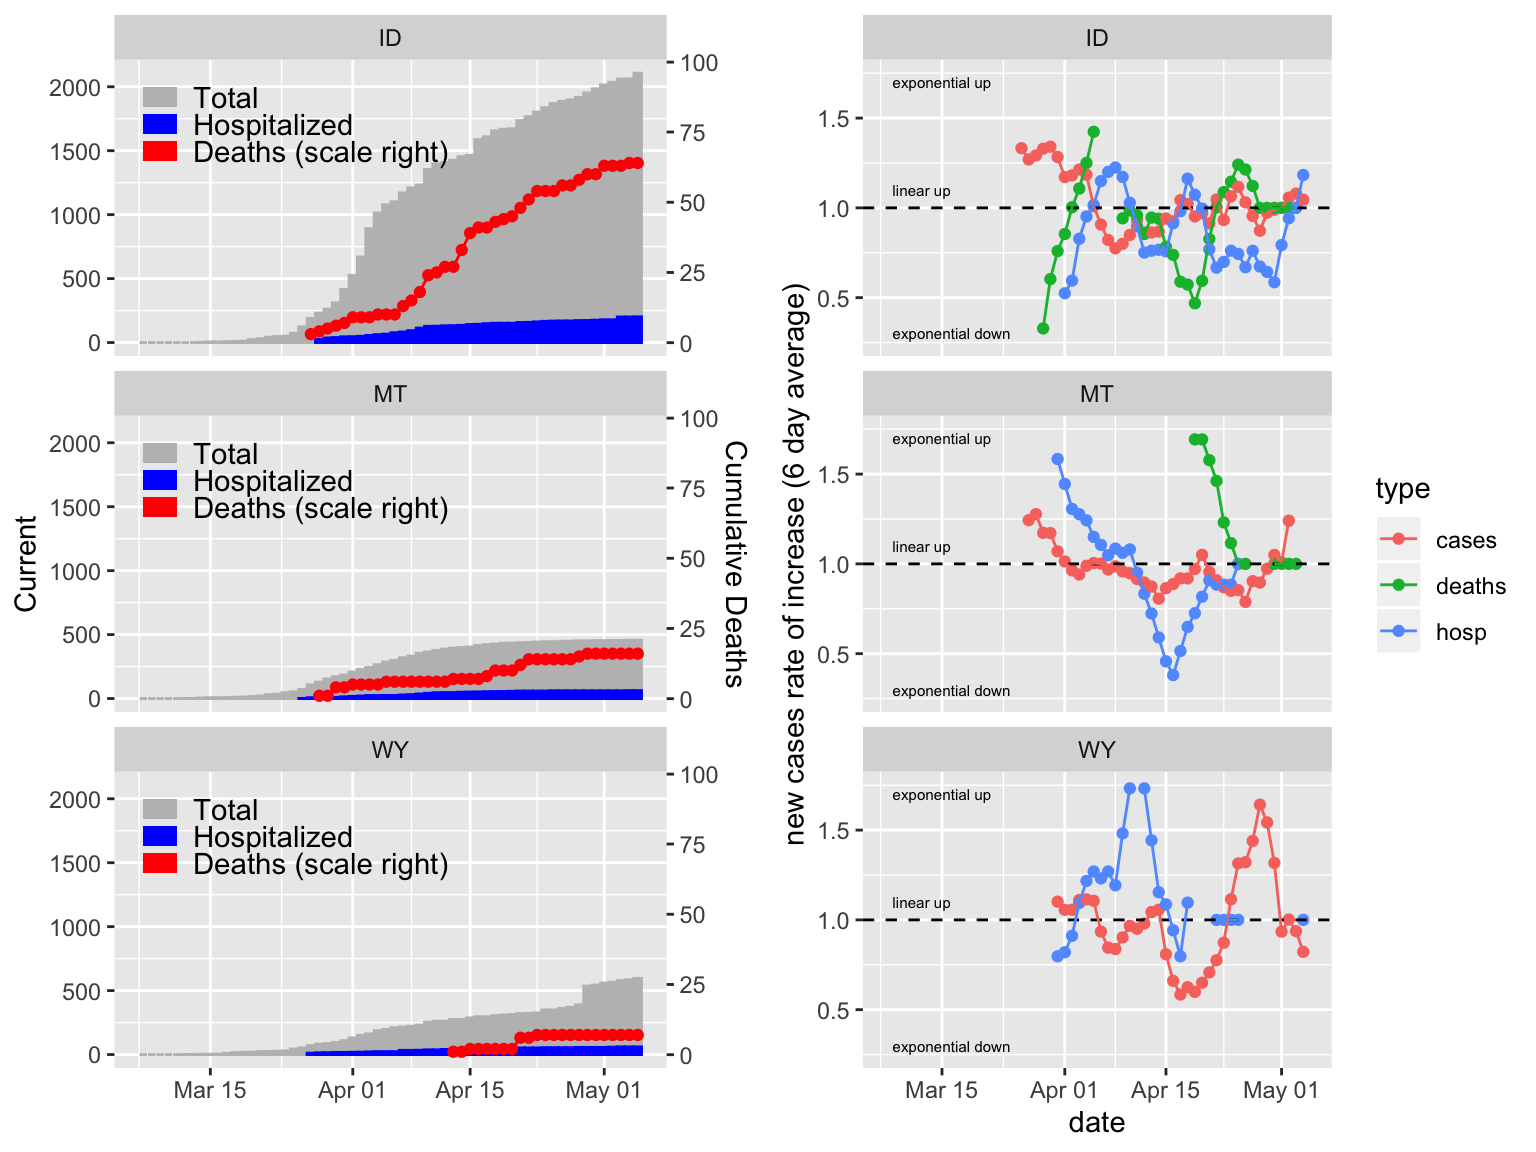 ID
2000
1500
1000
500
0
Total
Hospitalized
Deaths (scale right)
100
75
50
25
0
MT
2000
1500
1000
500
0
Total
Hospitalized
Deaths (scale right)
100
75
50
25
0
WY
2000
1500
1000
500
0
Total
Hospitalized
Deaths (scale right)
100
75
50
25
0
Mar 15
Apr 01
Apr 15
May 01
Current
Cumulative Deaths
new cases rate of increase (6 day average)
ID
1.5
1.0
0.5
exponential up
linear up
exponential down
MT
1.5
1.0
0.5
exponential up
linear up
exponential down
WY
1.5
1.0
0.5
exponential up
linear up
exponential down
Mar 15
Apr 01
Apr 15
May 01
date
type
cases
deaths
hosp